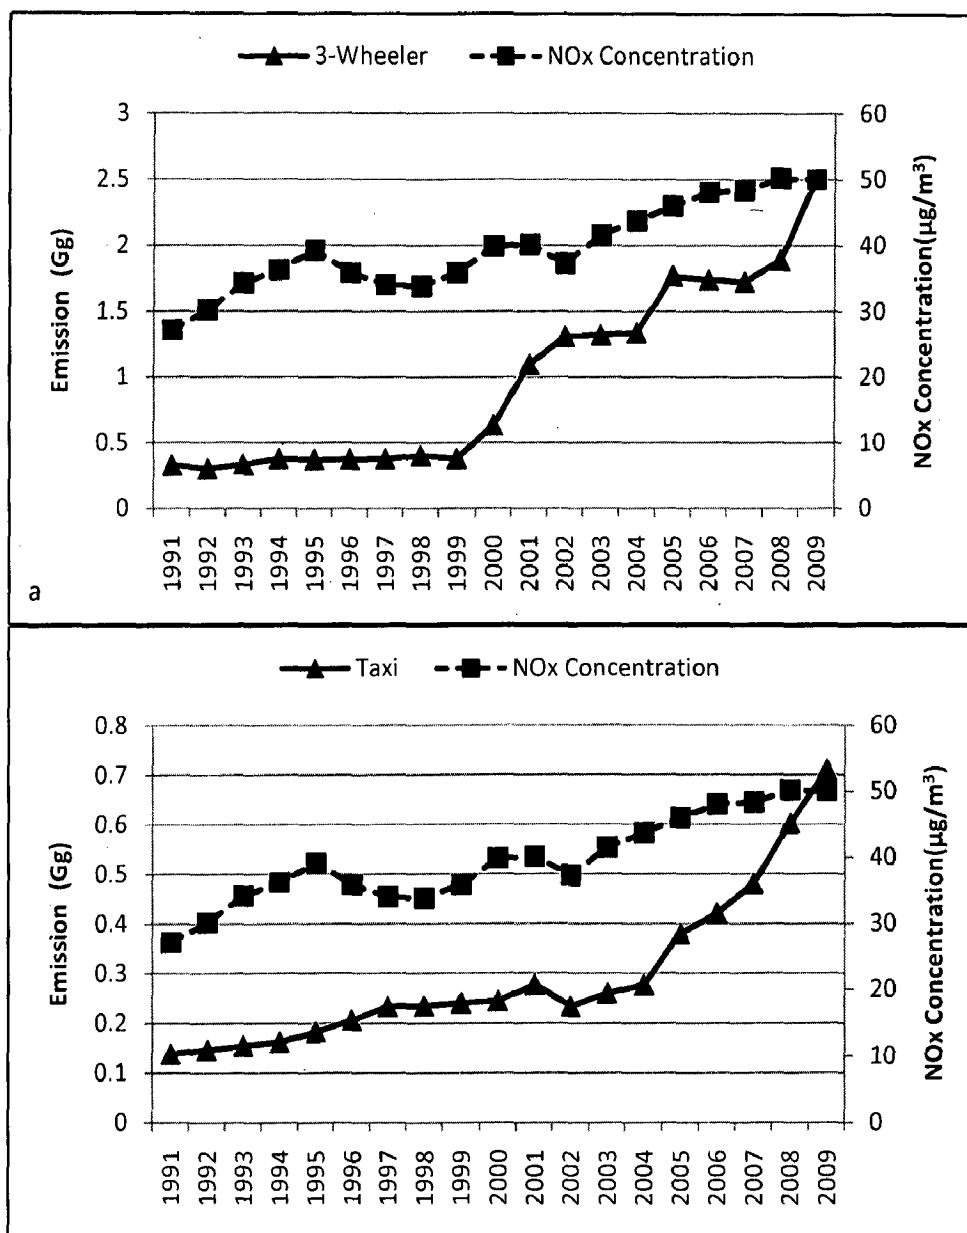 3-Wheeler NOx Concentration
3 60
2.5 50
2 40
1.5 30
1 20
0.5 10
0 0
Emission (Gg)
NOx Concentration(µg/m³)
1991 1992 1993 1994 1995 1996 1997 1998 1999 2000 2001 2002 2003 2004 2005 2006 2007 2008 2009
a
Taxi NOx Concentration
0.8 60
0.7 50
0.6 40
0.5 30
0.4 20
0.3 10
0.2 0
0.1
0
Emission (Gg)
NOx Concentration(µg/m³)
1991 1992 1993 1994 1995 1996 1997 1998 1999 2000 2001 2002 2003 2004 2005 2006 2007 2008 2009